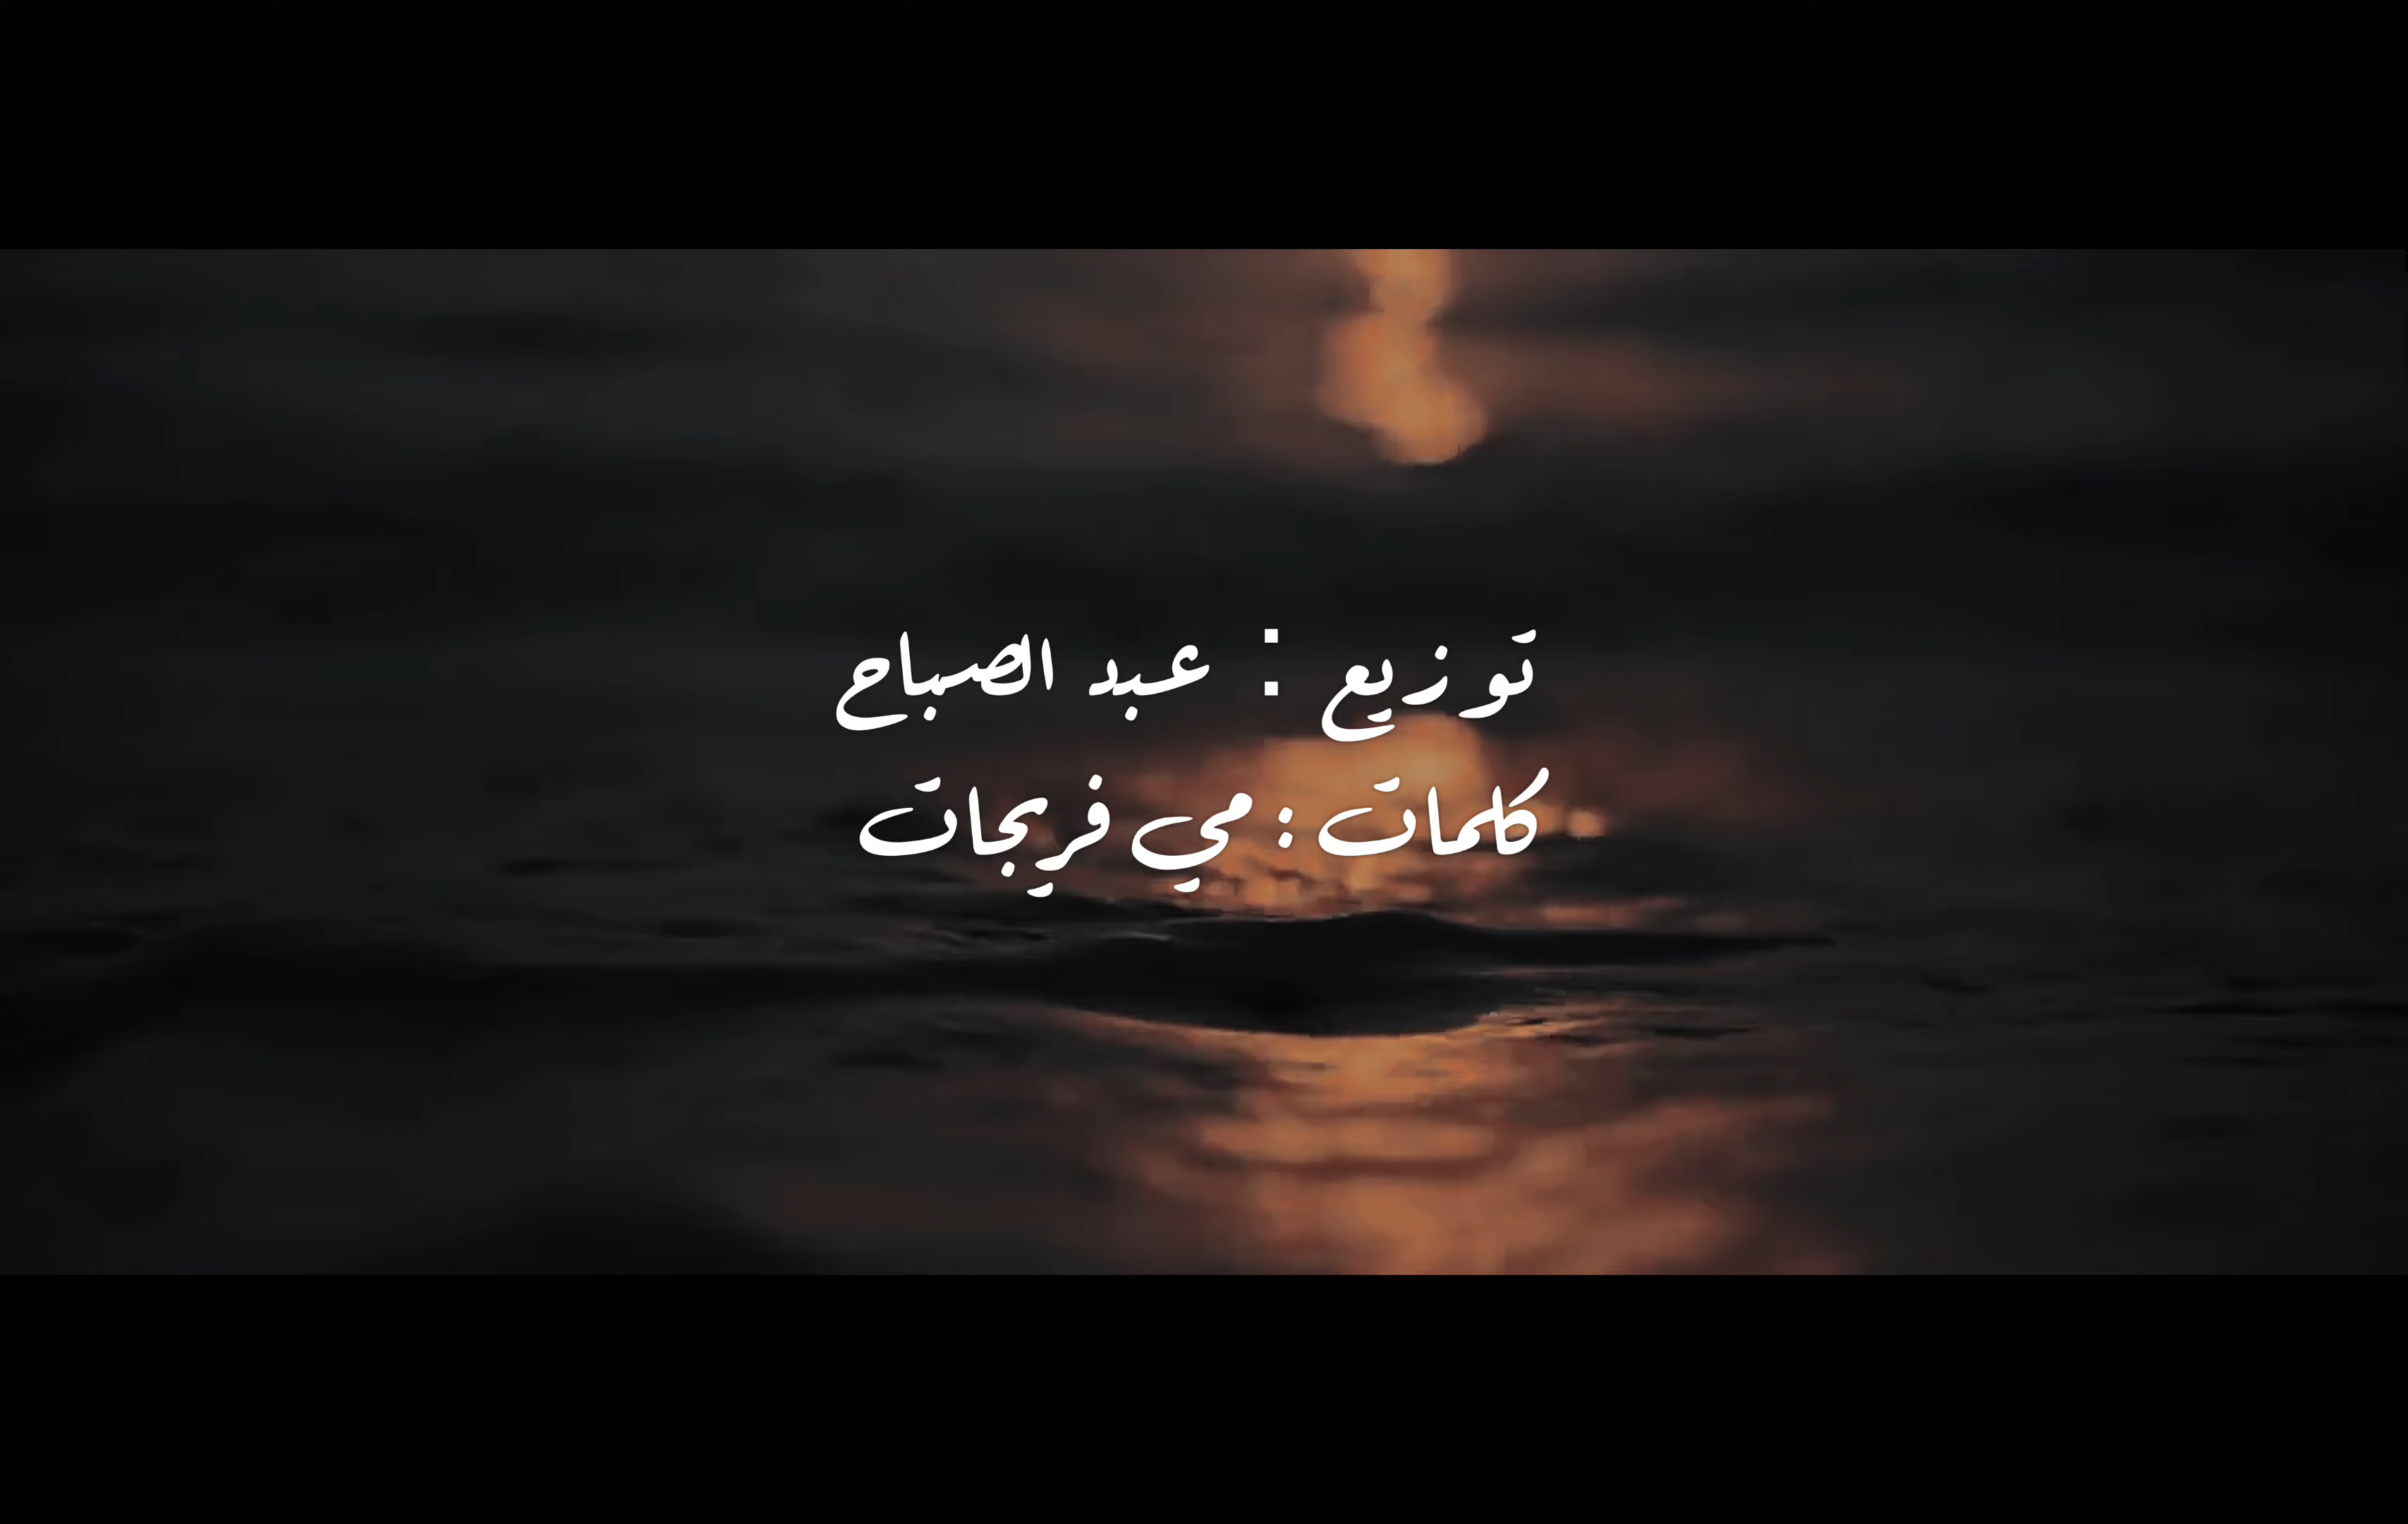 توزيع : عبد الصباح
كلمات : مي فريجات